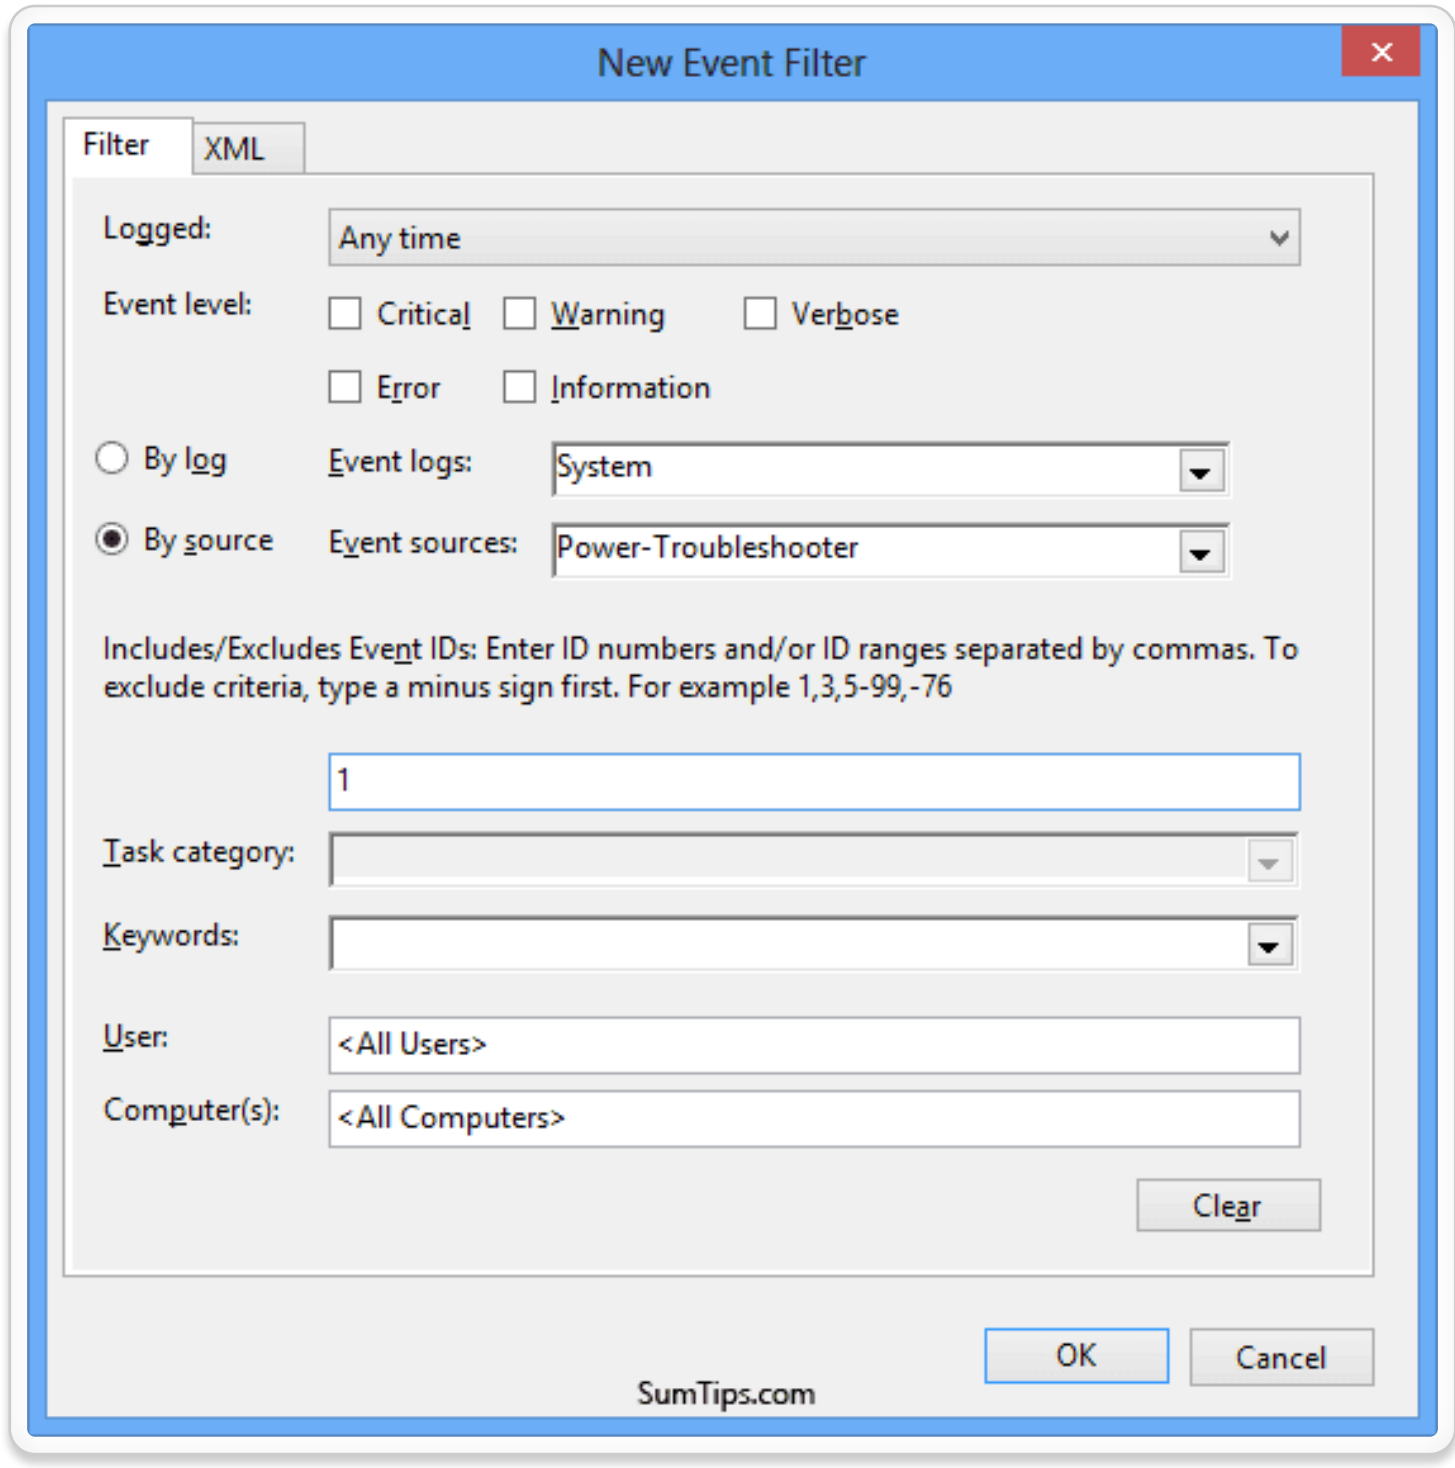 New Event Filter
Filter XML
Logged: Any time
Event level: Critical Warning Verbose
Error Information
By log Event logs: System
By source Event sources: Power-Troubleshooter
Includes/Excludes Event IDs: Enter ID numbers and/or ID ranges separated by commas. To
exclude criteria, type a minus sign first. For example 1,3,5-99,-76
1
Task category:
Keywords:
User: <All Users>
Computer(s): <All Computers>
Clear
OK Cancel
SumTips.com